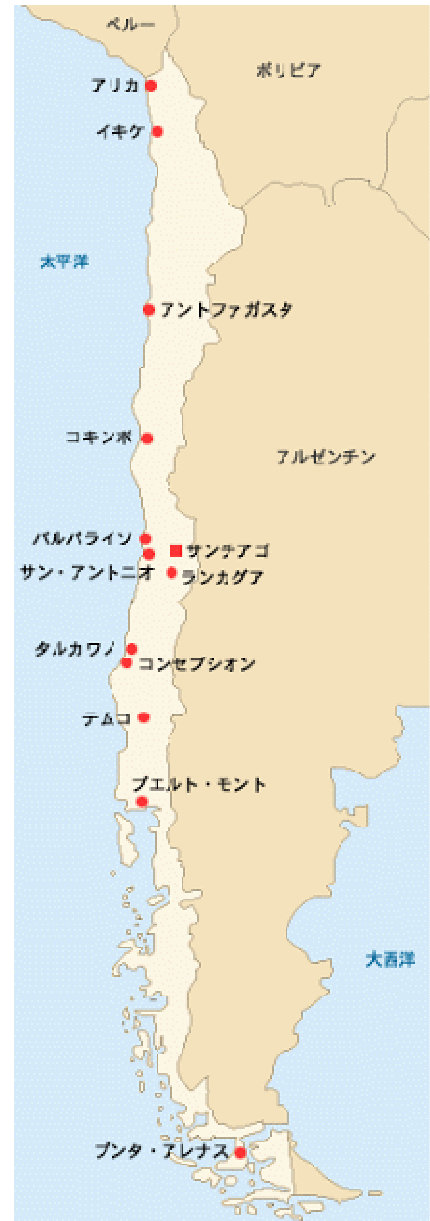 ペルー
ボリビア
アリカ
イキケ
太平洋
アントファガスタ
コキンボ
アルゼンチン
バルパライソ
サンチアゴ
サン・アントニオ
ランカグア
タルカワノ
コンセプシオン
テムコ
プエルト・モント
大西洋
プンタ・アレナス